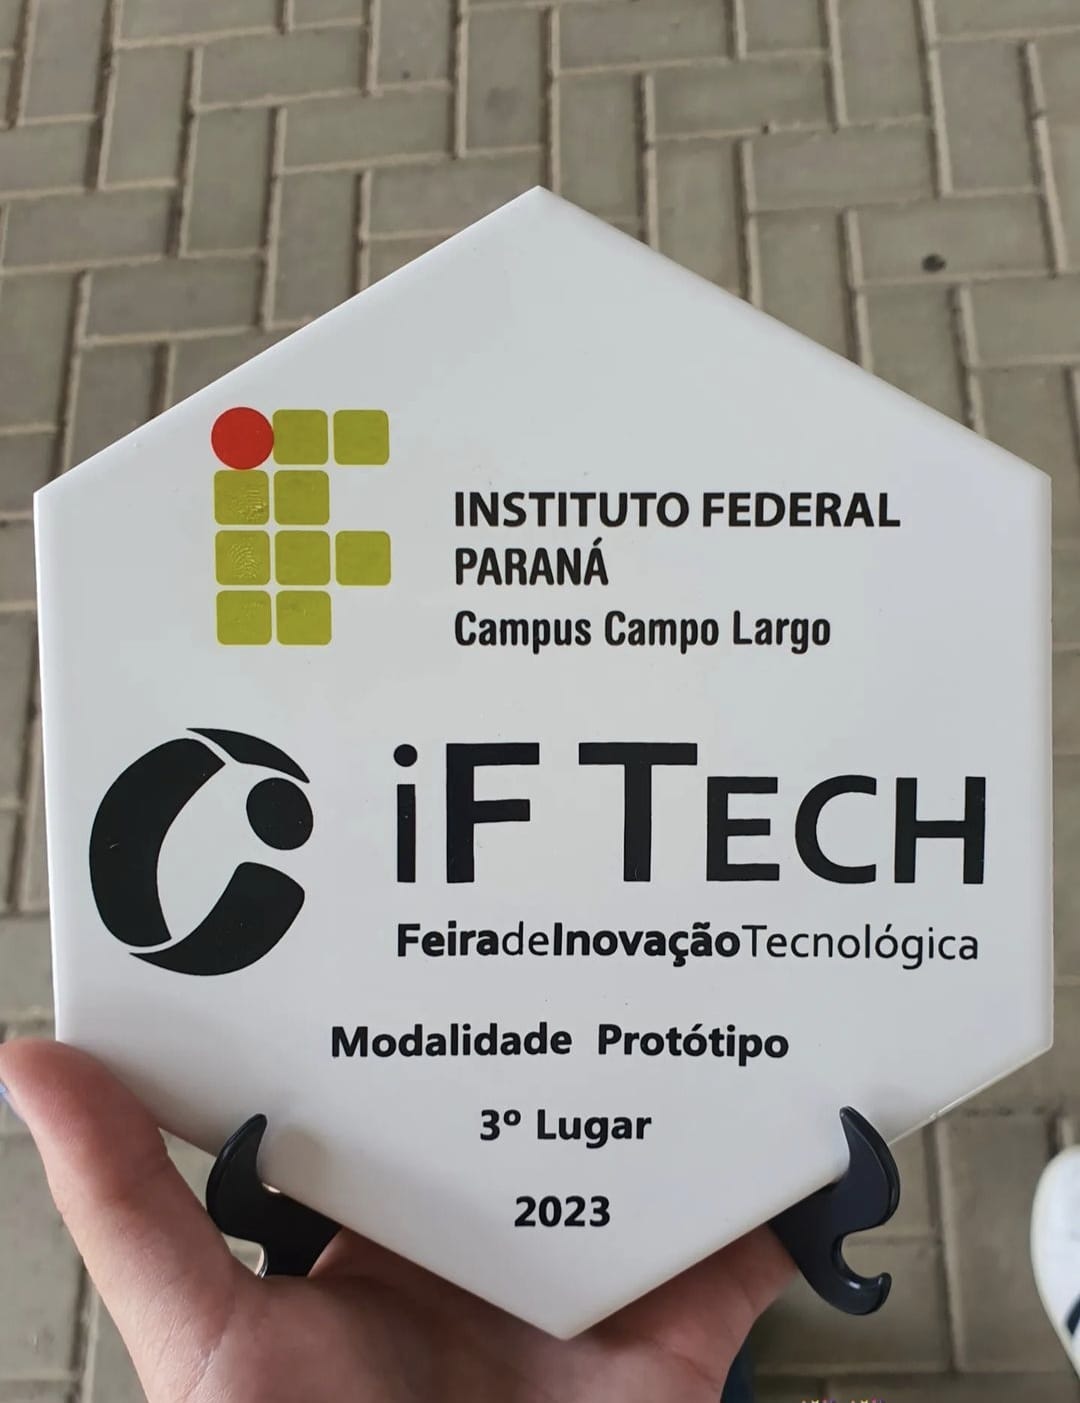 INSTITUTO FEDERAL
PARANÁ
Campus Campo Largo
iF TECH
FeiradeInovaçãoTecnológica
Modalidade Protótipo
3º Lugar
2023